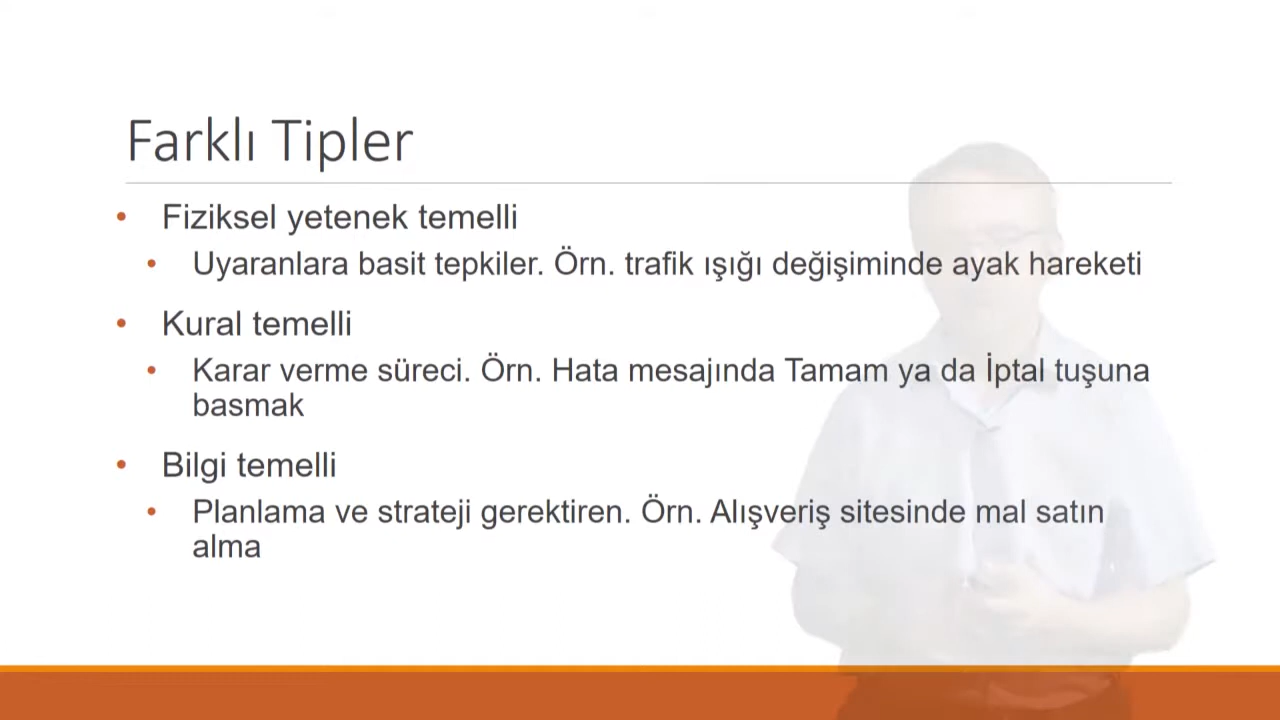 Farklı Tipler
• Fiziksel yetenek temelli
• Uyaranlara basit tepkiler. Örn. trafik ışığı değişiminde ayak hareketi
• Kural temelli
• Karar verme süreci. Örn. Hata mesajında Tamam ya da İptal tuşuna
basmak
• Bilgi temelli
• Planlama ve strateji gerektiren. Örn. Alışveriş sitesinde mal satın
alma